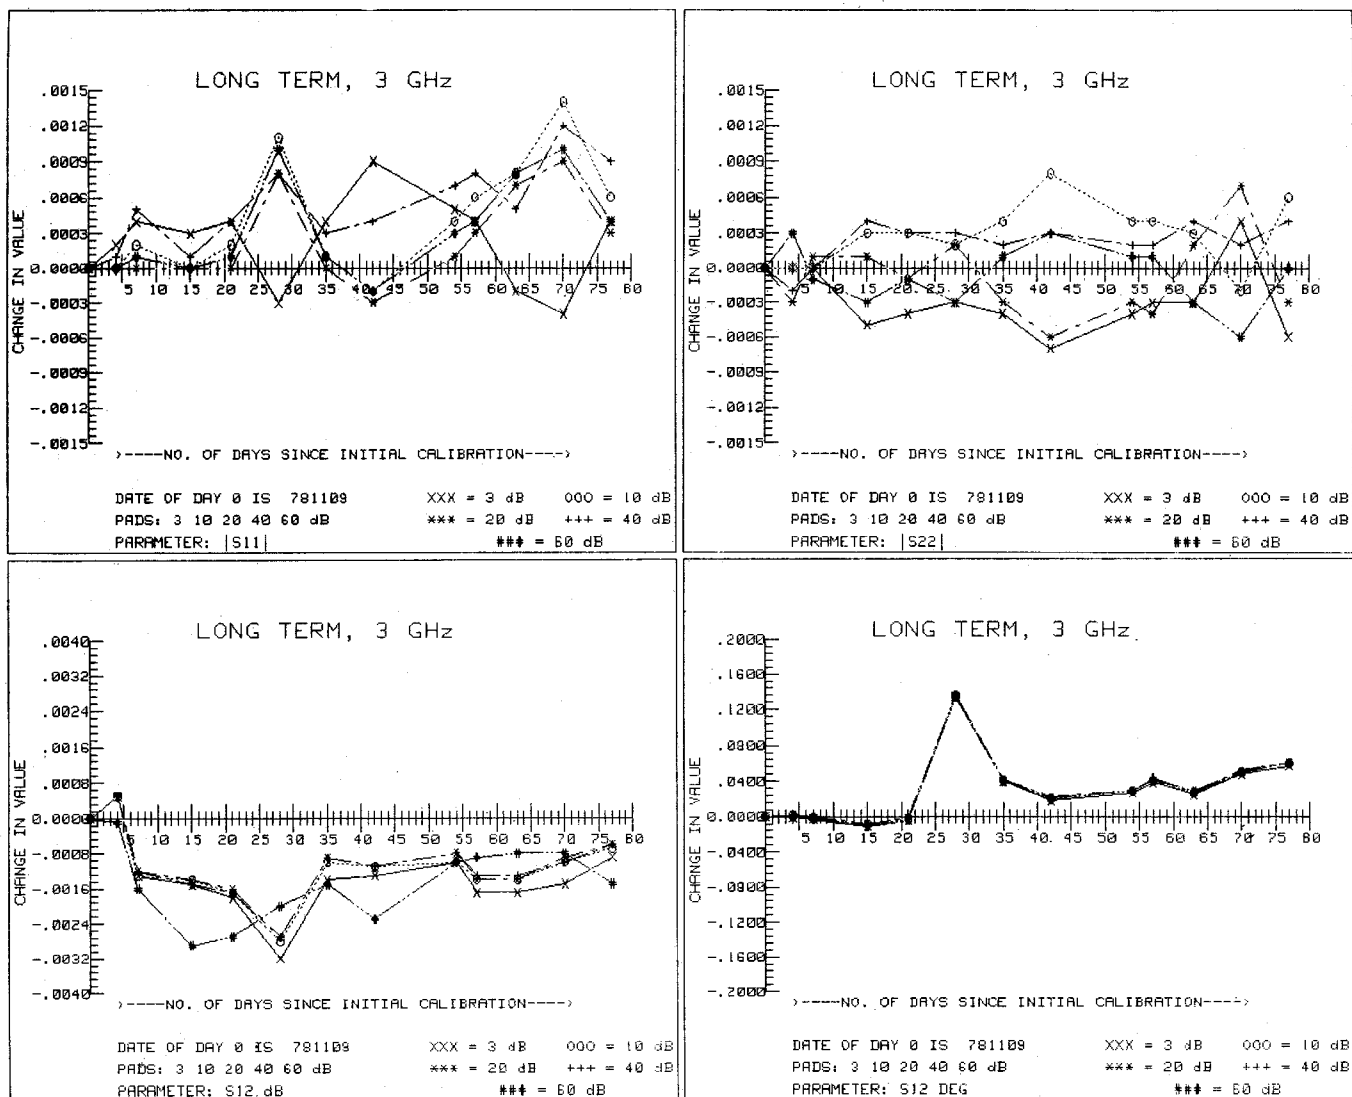 LONG TERM, 3 GHz
.0015
.0012
.0009
.0006
.0003
0.0000
-.0003
-.0006
-.0009
-.0012
-.0015
CHANGE IN VALUE
5 10 15 20 25 30 35 40 45 50 55 60 65 70 75 80
>----NO. OF DAYS SINCE INITIAL CALIBRATION---->
DATE OF DAY 0 IS 781109 XXX = 3 dB OOO = 10 dB
PADS: 3 10 20 40 60 dB *** = 20 dB +++ = 40 dB
PARAMETER: |S11| ### = 60 dB
LONG TERM, 3 GHz
.0015
.0012
.0009
.0006
.0003
0.0000
-.0003
-.0006
-.0009
-.0012
-.0015
CHANGE IN VALUE
5 10 15 20 25 30 35 40 45 50 55 60 65 70 75 80
>----NO. OF DAYS SINCE INITIAL CALIBRATION---->
DATE OF DAY 0 IS 781109 XXX = 3 dB OOO = 10 dB
PADS: 3 10 20 40 60 dB *** = 20 dB +++ = 40 dB
PARAMETER: |S22| ### = 60 dB
LONG TERM, 3 GHz
.0040
.0032
.0024
.0016
.0008
0.0000
-.0008
-.0016
-.0024
-.0032
-.0040
CHANGE IN VALUE
5 10 15 20 25 30 35 40 45 50 55 60 65 70 75 80
>----NO. OF DAYS SINCE INITIAL CALIBRATION---->
DATE OF DAY 0 IS 781109 XXX = 3 dB OOO = 10 dB
PADS: 3 10 20 40 60 dB *** = 20 dB +++ = 40 dB
PARAMETER: S12 dB ### = 60 dB
LONG TERM, 3 GHz
.2000
.1600
.1200
.0800
.0400
0.0000
-.0400
-.0800
-.1200
-.1600
-.2000
CHANGE IN VALUE
5 10 15 20 25 30 35 40 45 50 55 60 65 70 75 80
>----NO. OF DAYS SINCE INITIAL CALIBRATION---->
DATE OF DAY 0 IS 781109 XXX = 3 dB OOO = 10 dB
PADS: 3 10 20 40 60 dB *** = 20 dB +++ = 40 dB
PARAMETER: S12 DEG ### = 60 dB